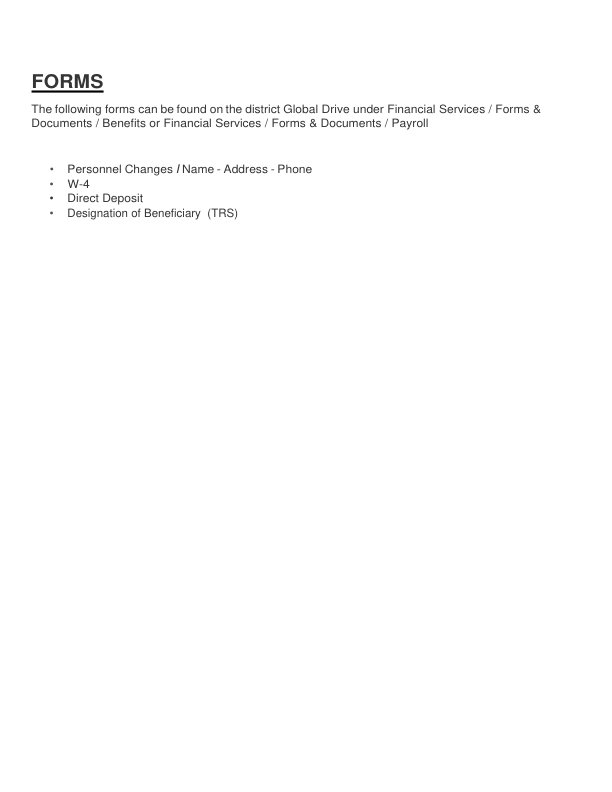 FORMS
The following forms can be found on the district Global Drive under Financial Services / Forms &
Documents / Benefits or Financial Services / Forms & Documents / Payroll
• Personnel Changes / Name - Address - Phone
• W-4
• Direct Deposit
• Designation of Beneficiary (TRS)